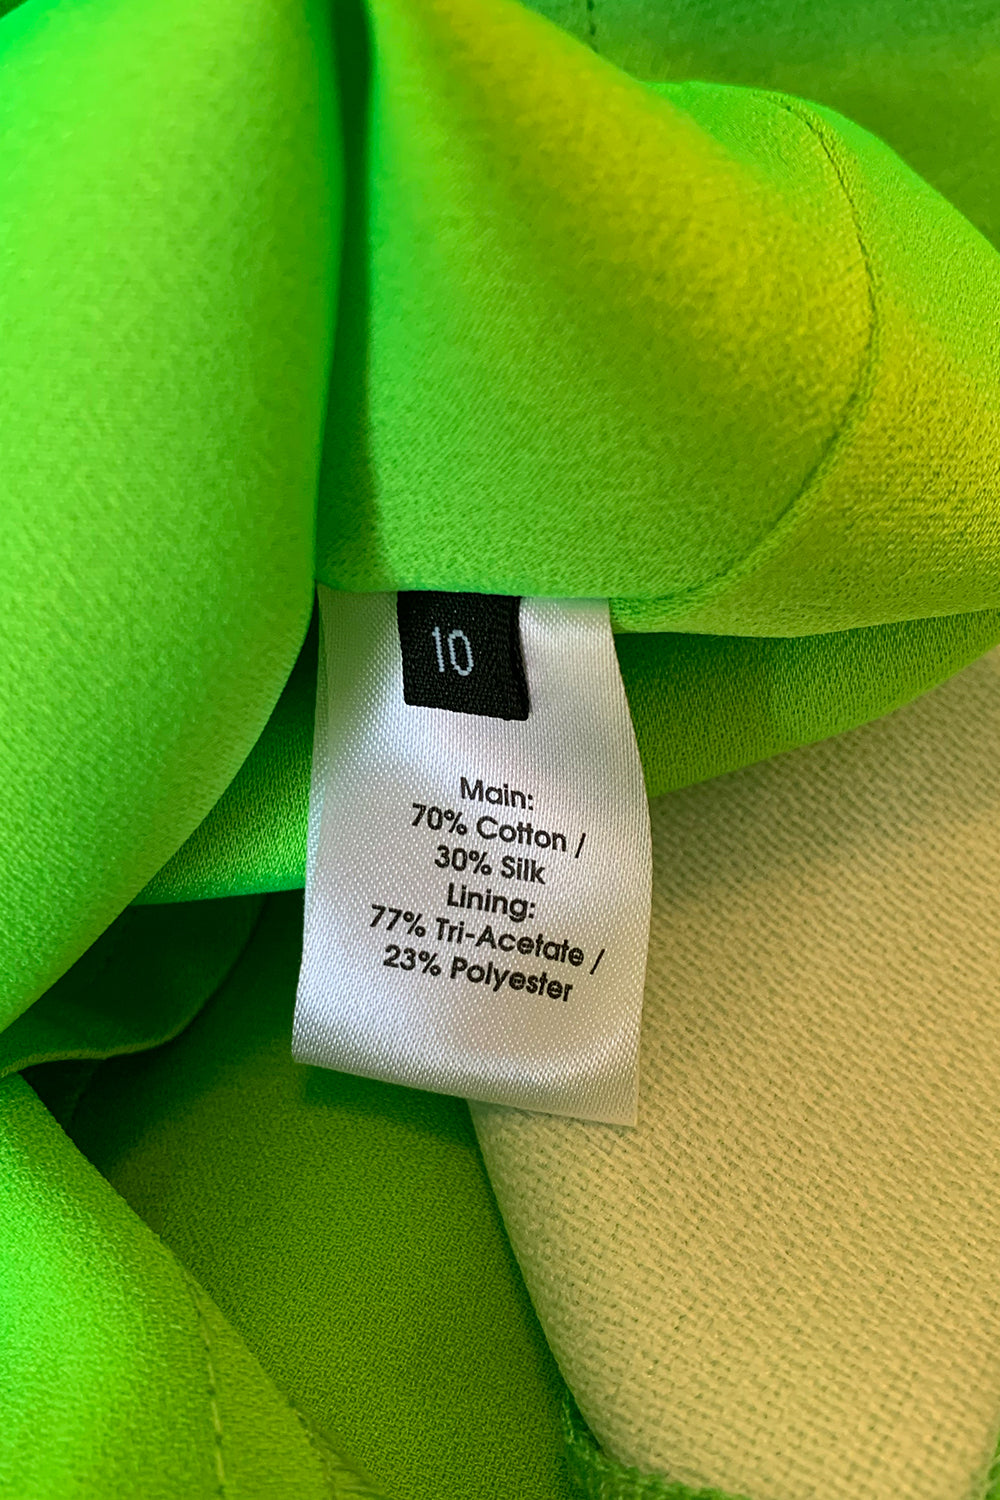 10
Main:
70% Cotton /
30% Silk
Lining:
77% Tri-Acetate /
23% Polyester